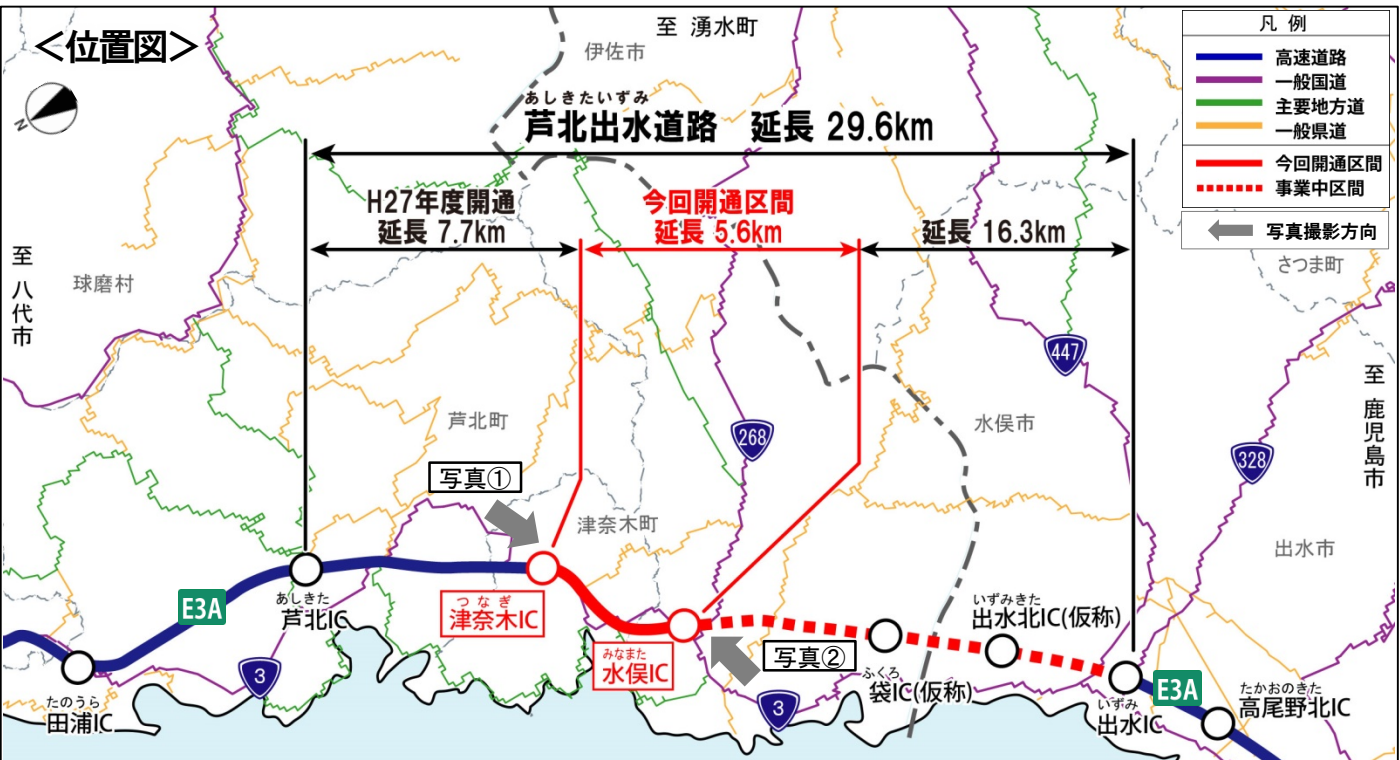 <位置図>
至 湧水町
伊佐市
凡 例
高速道路
一般国道
主要地方道
一般県道
今回開通区間
事業中区間
写真撮影方向
N
あしきたいずみ
芦北出水道路 延長 29.6km
H27年度開通
延長 7.7km
今回開通区間
延長 5.6km
延長 16.3km
至 八代市
球磨村
さつま町
447
至 鹿児島市
芦北町
268
水俣市
328
写真①
津奈木町
出水市
E3A
あしきた
芦北IC
つなぎ
津奈木IC
みなまた
水俣IC
写真②
いずみきた
出水北IC(仮称)
ふくろ
袋IC(仮称)
E3A
3
3
たのうら
田浦IC
いずみ
出水IC
たかおのきた
高尾野北IC